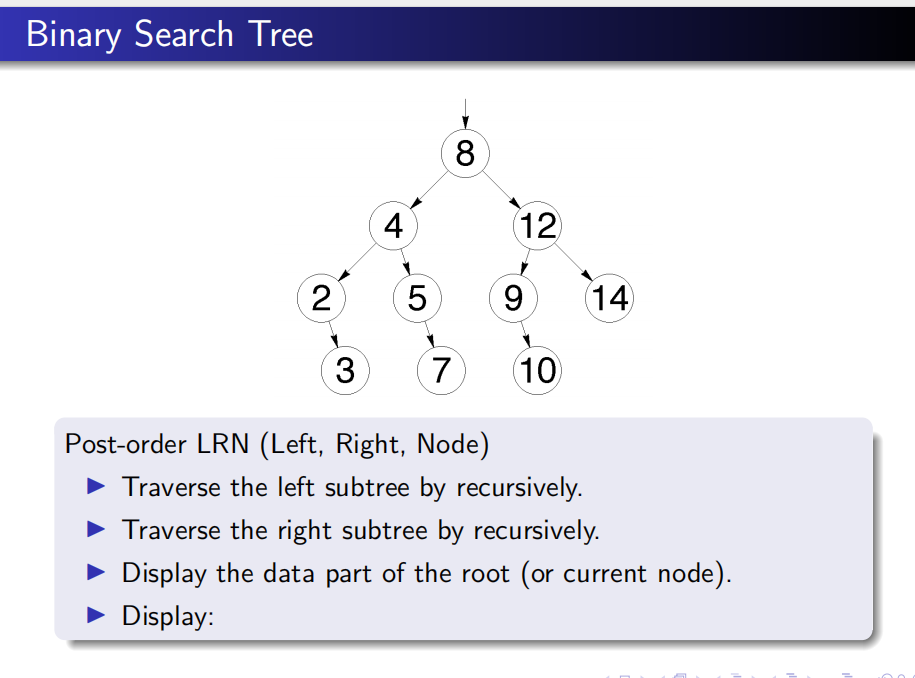 Binary Search Tree
8
4 12
2 5 9 14
3 7 10
Post-order LRN (Left, Right, Node)
Traverse the left subtree by recursively.
Traverse the right subtree by recursively.
Display the data part of the root (or current node).
Display: